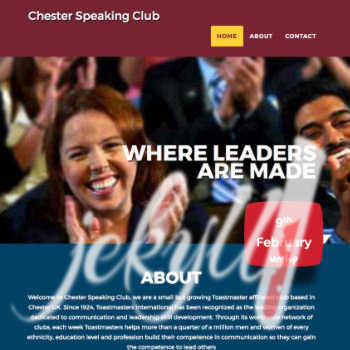 Chester Speaking Club
HOME ABOUT CONTACT
WHERE LEADERS
ARE MADE
9th
February
Meetup
jekyll
ABOUT
Welcome to Chester Speaking Club, we are a small but growing Toastmaster affiliated club based in
Chester UK. Since 1924, Toastmasters International has been recognized as the leading organization
dedicated to communication and leadership skill development. Through its worldwide network of
clubs, each week Toastmasters helps more than a quarter of a million men and women of every
ethnicity, education level and profession build their competence in communication so they can gain
the competence to lead others